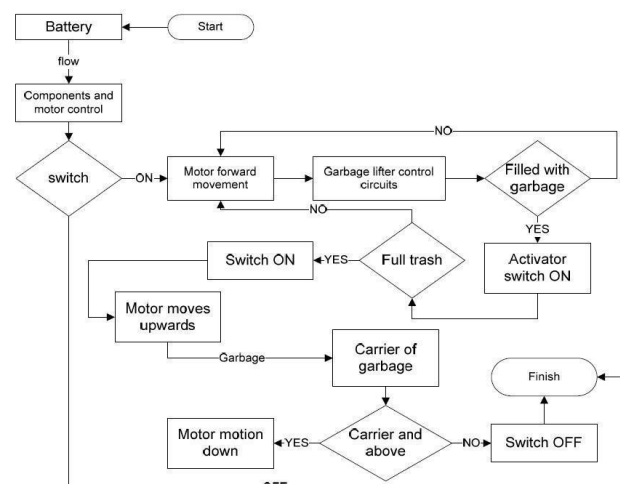 Battery
Start
flow
Components and
motor control
NO
switch
ON
Motor forward
movement
Garbage lifter control
circuits
Filled with
garbage
NO
YES
Switch ON
YES
Full trash
Activator
switch ON
Motor moves
upwards
Garbage
Carrier of
garbage
Finish
Motor motion
down
YES
Carrier and
above
NO
Switch OFF